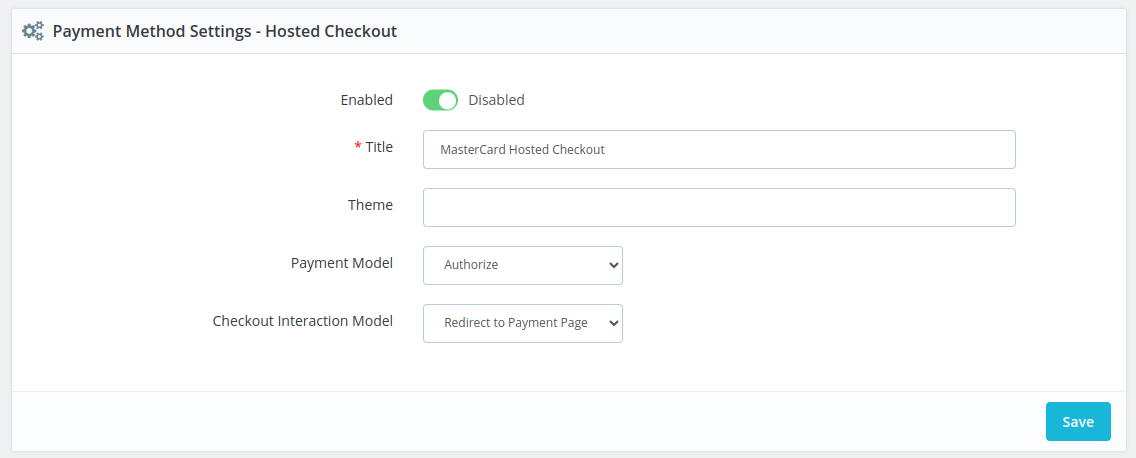 Payment Method Settings - Hosted Checkout
Enabled Disabled
* Title MasterCard Hosted Checkout
Theme
Payment Model Authorize
Checkout Interaction Model Redirect to Payment Page
Save